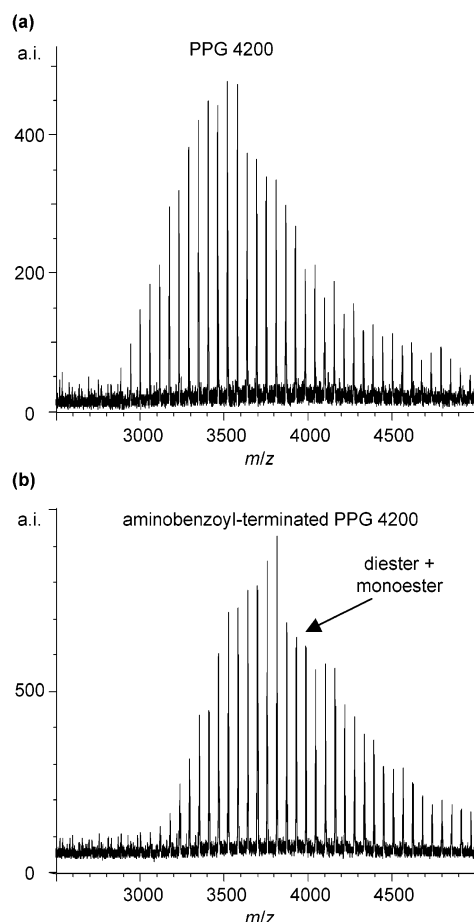 (a)
a.i.
PPG 4200
400
200
0
3000 3500 4000 4500
m/z
(b)
a.i.
aminobenzoyl-terminated PPG 4200
diester +
monoester
500
0
3000 3500 4000 4500
m/z